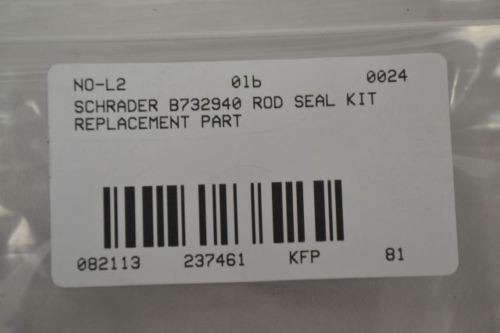 NO-L2 01b 0024
SCHRADER B732940 ROD SEAL KIT
REPLACEMENT PART
082113 237461 KFP 81